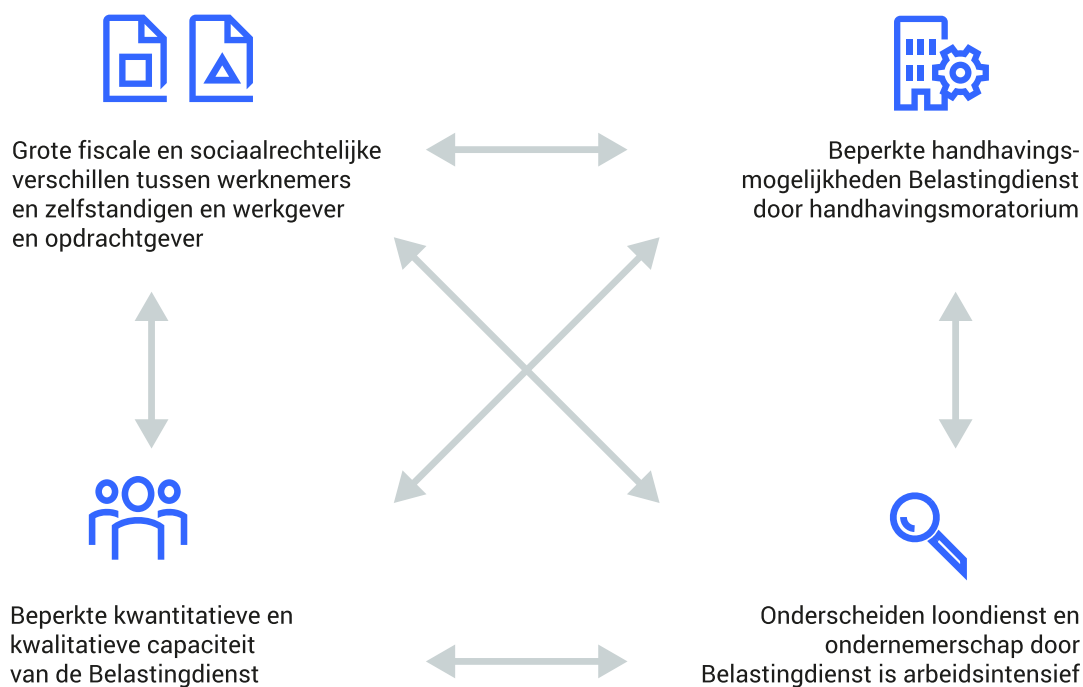 Grote fiscale en sociaalrechtelijke
verschillen tussen werknemers
en zelfstandigen en werkgever
en opdrachtgever
Beperkte handhavings-
mogelijkheden Belastingdienst
door handhavingsmoratorium
Beperkte kwantitatieve en
kwalitatieve capaciteit
van de Belastingdienst
Onderscheiden loondienst en
ondernemerschap door
Belastingdienst is arbeidsintensief